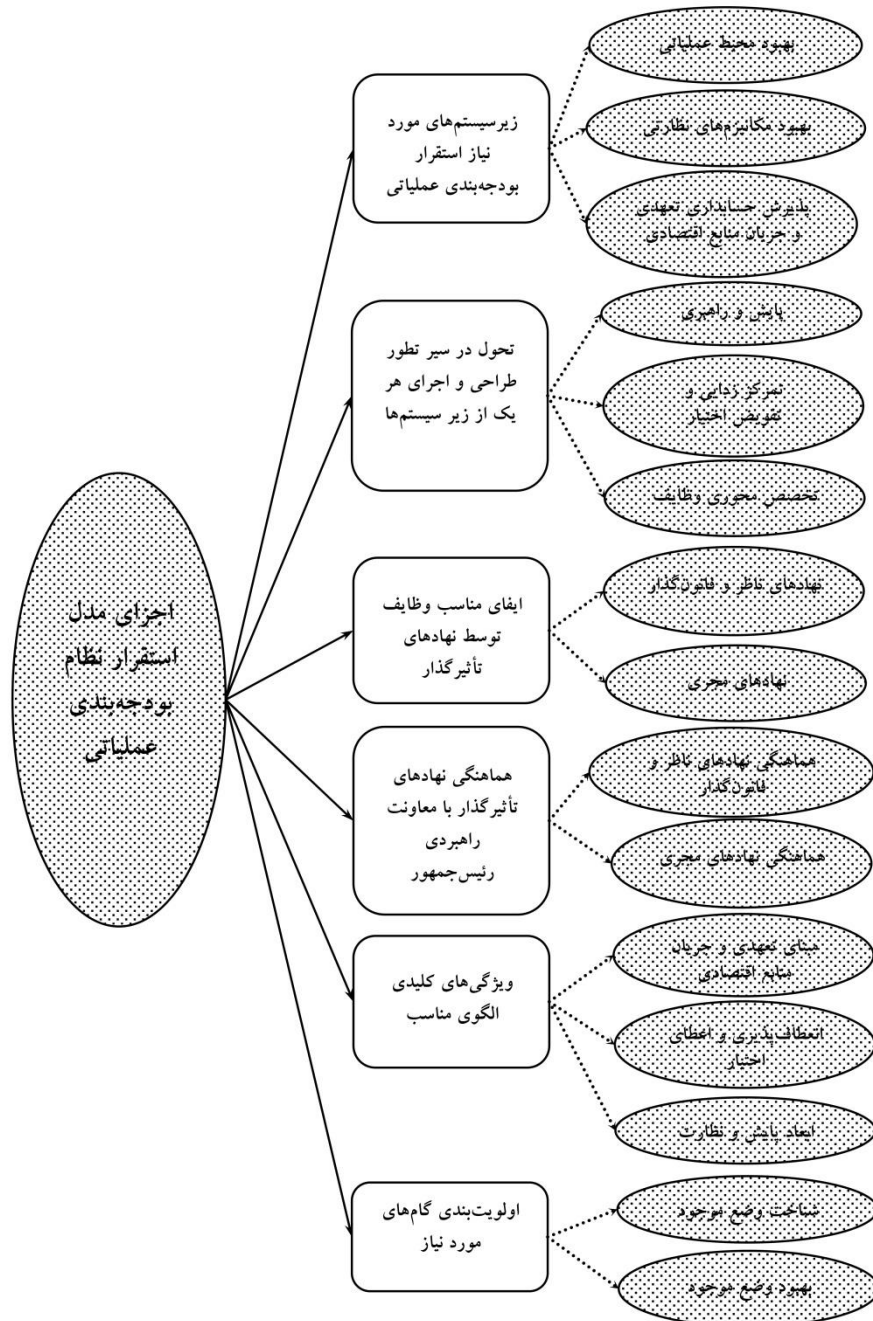 اجزای مدل
استقرار نظام
بودجه‌بندی
عملیاتی
زیرسیستم‌های مورد
نیاز استقرار
بودجه‌بندی عملیاتی
بهبود محیط عملیاتی
بهبود مکانیزم‌های نظارتی
پذیرش حسابداری تعهدی
و جریان منابع اقتصادی
تحول در سیر تطور
طراحی و اجرای هر
یک از زیر سیستم‌ها
پایش و راهبری
تمرکز زدایی و
تفویض اختیار
تخصص محوری وظایف
ایفای مناسب وظایف
توسط نهادهای
تأثیرگذار
نهادهای ناظر و قانون‌گذار
نهادهای مجری
هماهنگی نهادهای
تأثیرگذار با معاونت
راهبردی
رئیس‌جمهور
هماهنگی نهادهای ناظر و
قانون‌گذار
هماهنگی نهادهای مجری
ویژگی‌های کلیدی
الگوی مناسب
مبنای تعهدی و جریان
منابع اقتصادی
انعطاف‌پذیری و اعطای
اختیار
ابعاد پایش و نظارت
اولویت‌بندی گام‌های
مورد نیاز
شناخت وضع موجود
بهبود وضع موجود